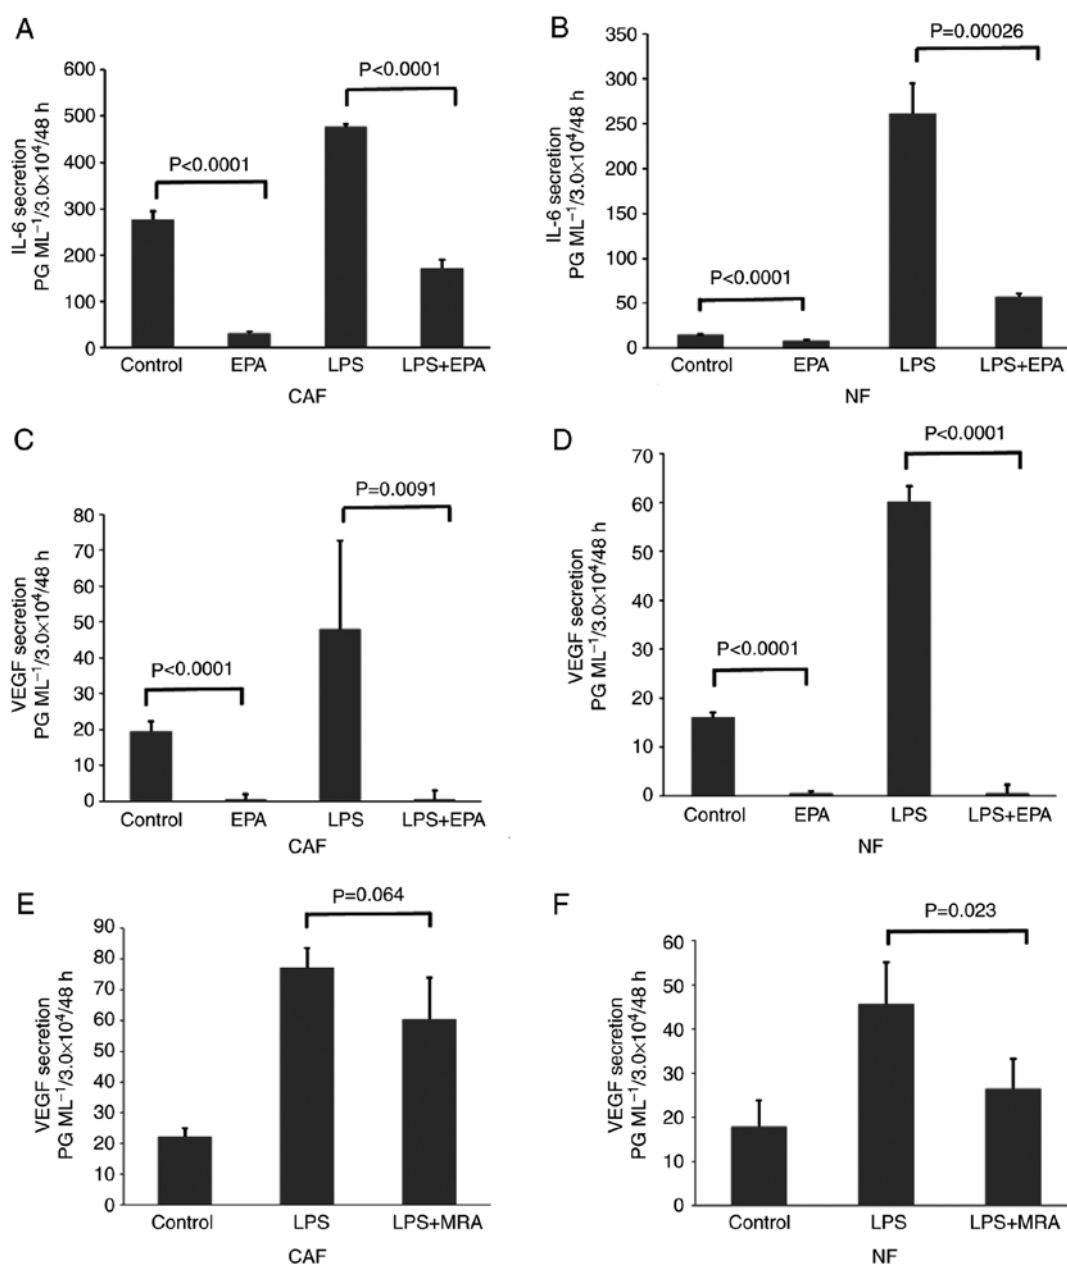 A
IL-6 secretion
PG ML⁻¹/3.0×10⁴/48 h
600
500
400
300
200
100
0
P<0.0001
P<0.0001
Control EPA LPS LPS+EPA
CAF
B
IL-6 secretion
PG ML⁻¹/3.0×10⁴/48 h
350
300
250
200
150
100
50
0
P<0.0001
P=0.00026
Control EPA LPS LPS+EPA
NF
C
VEGF secretion
PG ML⁻¹/3.0×10⁴/48 h
80
70
60
50
40
30
20
10
0
P<0.0001
P=0.0091
Control EPA LPS LPS+EPA
CAF
D
VEGF secretion
PG ML⁻¹/3.0×10⁴/48 h
70
60
50
40
30
20
10
0
P<0.0001
P<0.0001
Control EPA LPS LPS+EPA
NF
E
VEGF secretion
PG ML⁻¹/3.0×10⁴/48 h
90
80
70
60
50
40
30
20
10
0
P=0.064
Control LPS LPS+MRA
CAF
F
VEGF secretion
PG ML⁻¹/3.0×10⁴/48 h
60
50
40
30
20
10
0
P=0.023
Control LPS LPS+MRA
NF